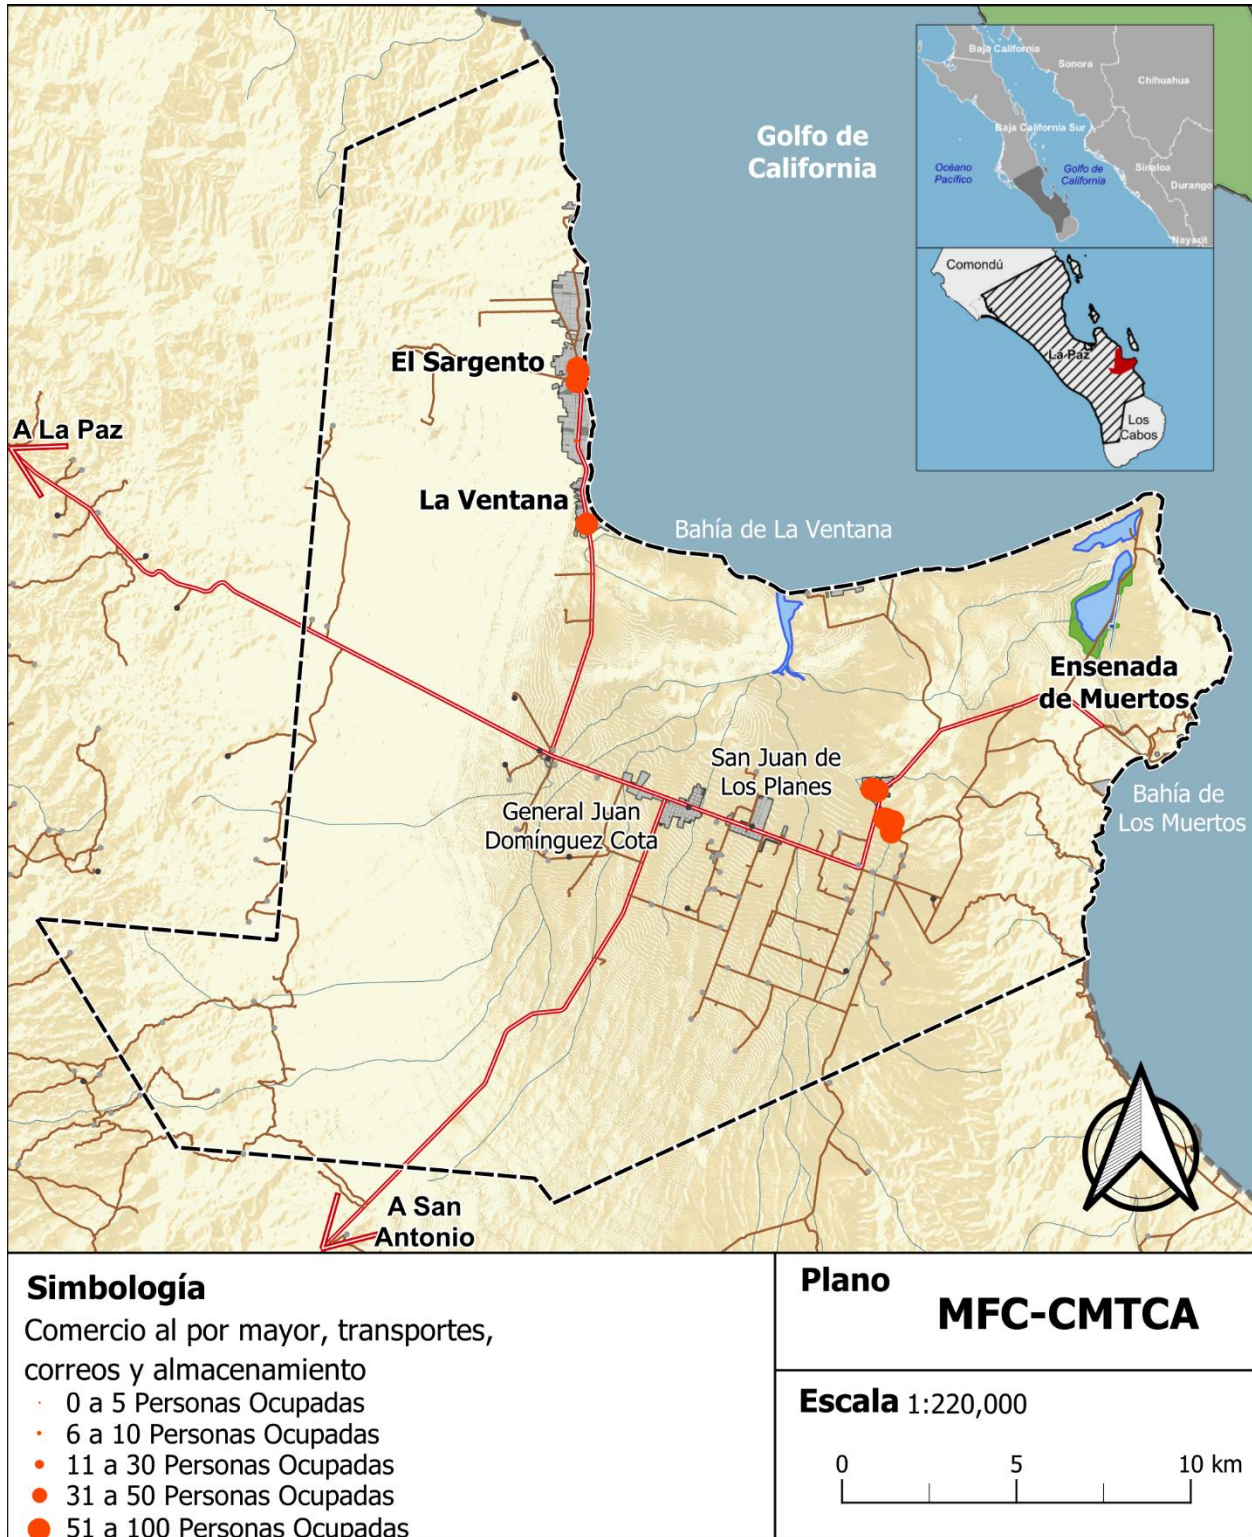 Baja California
Sonora
Chihuahua
Baja California Sur
Océano
Pacífico
Golfo de
California
Sinaloa
Durango
Nayarit
Golfo de
California
Comondú
La Paz
Los
Cabos
El Sargento
A La Paz
La Ventana
Bahía de La Ventana
Ensenada
de Muertos
San Juan de
Los Planes
General Juan
Domínguez Cota
Bahía de
Los Muertos
A San
Antonio
Simbología
Comercio al por mayor, transportes,
correos y almacenamiento
0 a 5 Personas Ocupadas
6 a 10 Personas Ocupadas
11 a 30 Personas Ocupadas
31 a 50 Personas Ocupadas
51 a 100 Personas Ocupadas
Plano
MFC-CMTCA
Escala 1:220,000
0 5 10 km